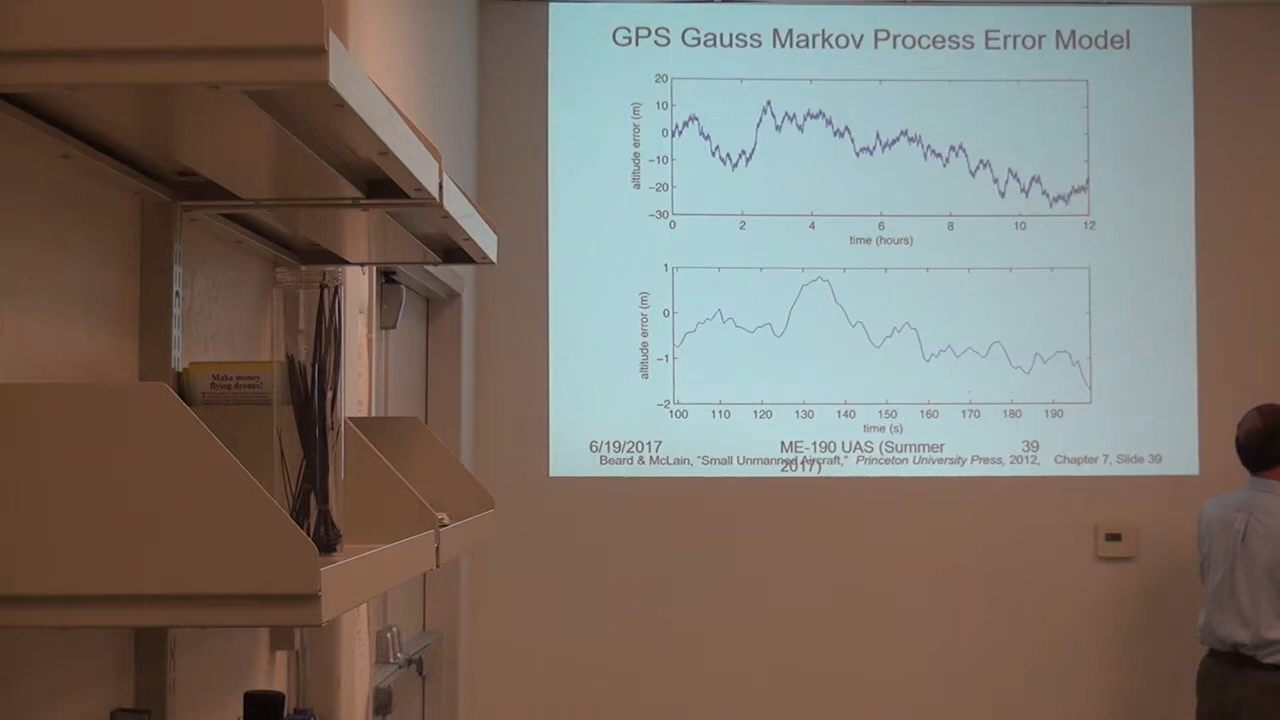 GPS Gauss Markov Process Error Model
20
10
0
−10
−20
−30
altitude error (m)
0 2 4 6 8 10 12
time (hours)
1
0
−1
−2
altitude error (m)
100 110 120 130 140 150 160 170 180 190
time (s)
6/19/2017 ME-190 UAS (Summer 39
2017)
Beard & McLain, "Small Unmanned Aircraft," Princeton University Press, 2012, Chapter 7, Slide 39
Make money
flying drones!